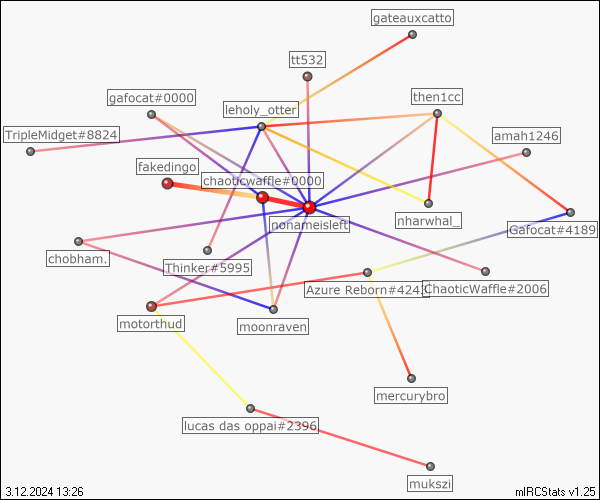 gateauxcatto
tt532
gafocat#0000
then1cc
leholy_otter
TripleMidget#8824
amah1246
fakedingo
chaoticwaffle#0000
nonameisleft
nharwhal_
Gafocat#4189
chobham.
Thinker#5995
Azure Reborn#424
ChaoticWaffle#2006
motorthud
moonraven
mercurybro
lucas das oppai#2396
mukszi
3.12.2024 13:26
mIRCStats v1.25